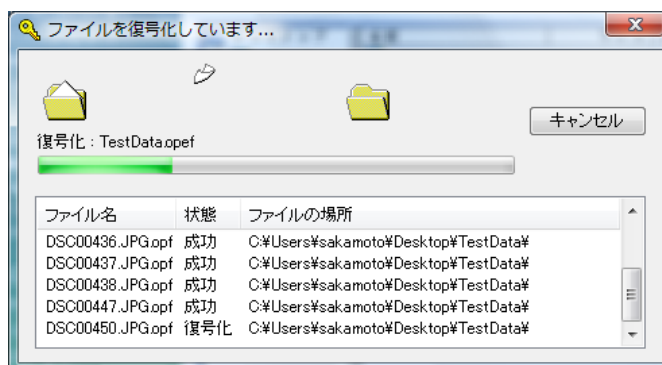 ファイルを復号化しています...
キャンセル
復号化 : TestData.opef
ファイル名 状態 ファイルの場所
DSC00436.JPG.opf 成功 C:¥Users¥sakamoto¥Desktop¥TestData¥
DSC00437.JPG.opf 成功 C:¥Users¥sakamoto¥Desktop¥TestData¥
DSC00438.JPG.opf 成功 C:¥Users¥sakamoto¥Desktop¥TestData¥
DSC00447.JPG.opf 成功 C:¥Users¥sakamoto¥Desktop¥TestData¥
DSC00450.JPG.opf 復号化 C:¥Users¥sakamoto¥Desktop¥TestData¥